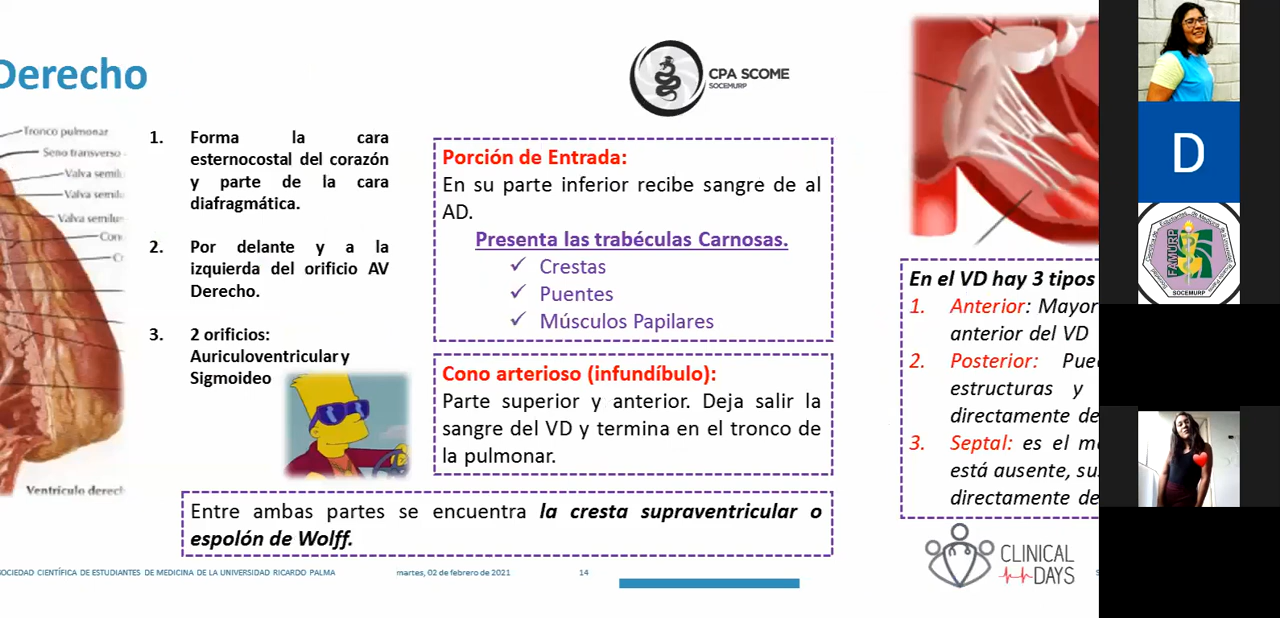 Derecho
CPA SCOME
SOCEMURP
Tronco pulmonar
Seno transverso
Valva semilu
Valva semilu
Valva semilu
Con
Ventrículo derech
1. Forma la cara
esternocostal del corazón
y parte de la cara
diafragmática.
2. Por delante y a la
izquierda del orificio AV
Derecho.
3. 2 orificios:
Auriculoventricular y
Sigmoideo
Porción de Entrada:
En su parte inferior recibe sangre de al
AD.
Presenta las trabéculas Carnosas.
✓ Crestas
✓ Puentes
✓ Músculos Papilares
Cono arterioso (infundíbulo):
Parte superior y anterior. Deja salir la
sangre del VD y termina en el tronco de
la pulmonar.
Entre ambas partes se encuentra la cresta supraventricular o
espolón de Wolff.
En el VD hay 3 tipos
1. Anterior: Mayor
anterior del VD
2. Posterior: Pue
estructuras y
directamente de
3. Septal: es el m
está ausente, su
directamente de
SOCIEDAD CIENTÍFICA DE ESTUDIANTES DE MEDICINA DE LA UNIVERSIDAD RICARDO PALMA
martes, 02 de febrero de 2021
14
CLINICAL
DAYS
D
FAMURP
SOCEMURP